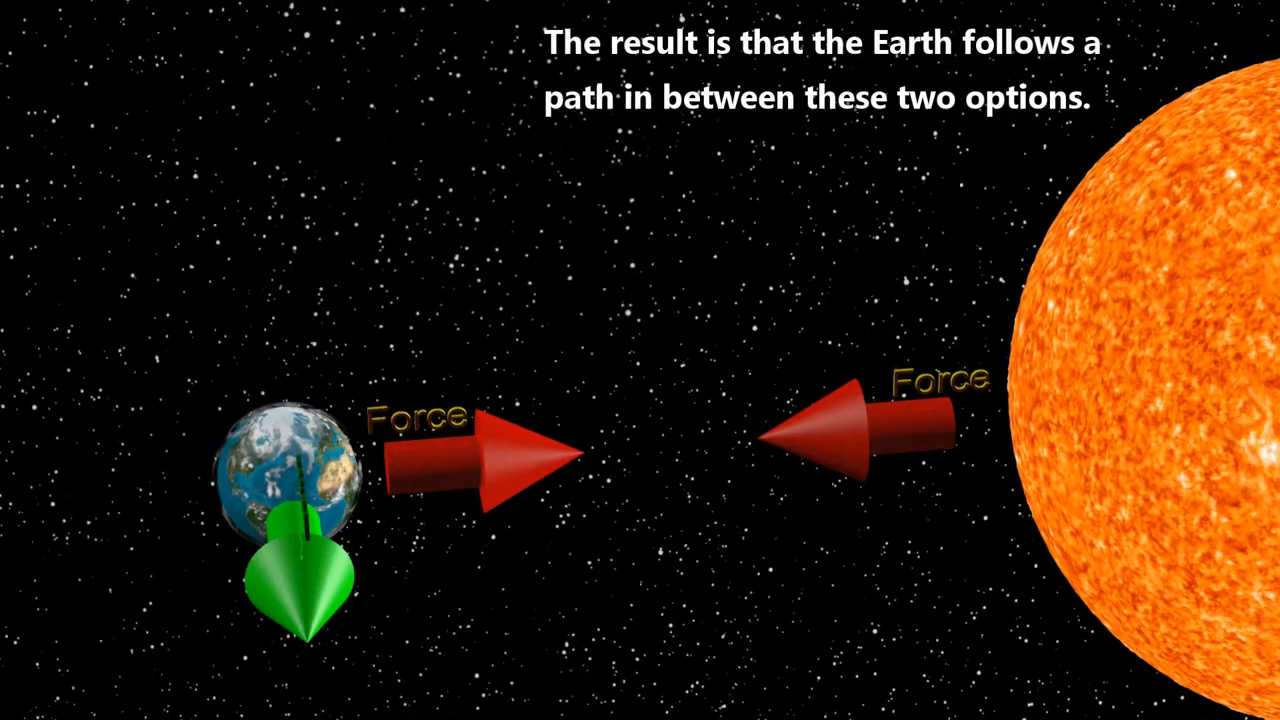 The result is that the Earth follows a
path in between these two options.
Force
Force